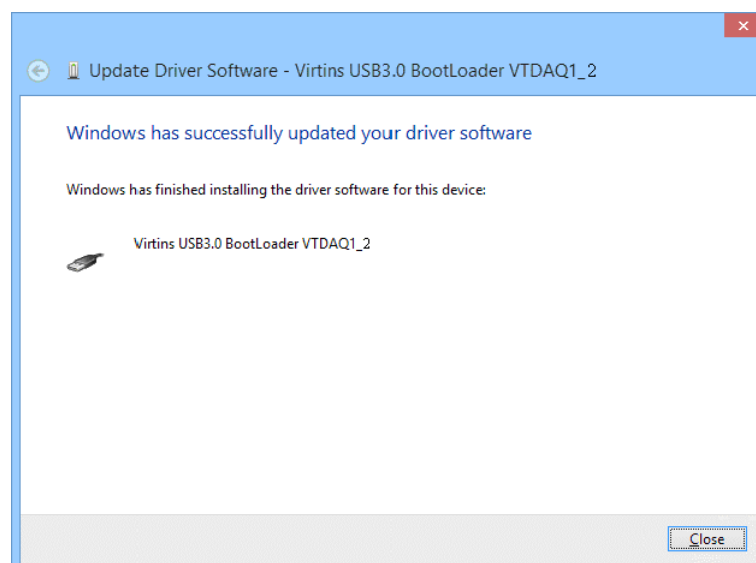 Update Driver Software - Virtins USB3.0 BootLoader VTDAQ1_2
Windows has successfully updated your driver software
Windows has finished installing the driver software for this device:
Virtins USB3.0 BootLoader VTDAQ1_2
Close